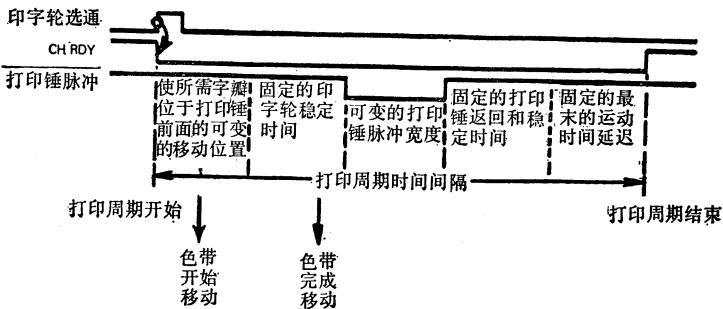 印字轮选通
CH RDY
打印锤脉冲
使所需字瓣
位于打印锤
前面的可变
的移动位置
固定的印
字轮稳定
时间
可变的打印
锤脉冲宽度
固定的打印
锤返回和稳
定时间
固定的最
末的运动
时间延迟
打印周期时间间隔
打印周期开始
打印周期结束
色带
开始
移动
色带
完成
移动